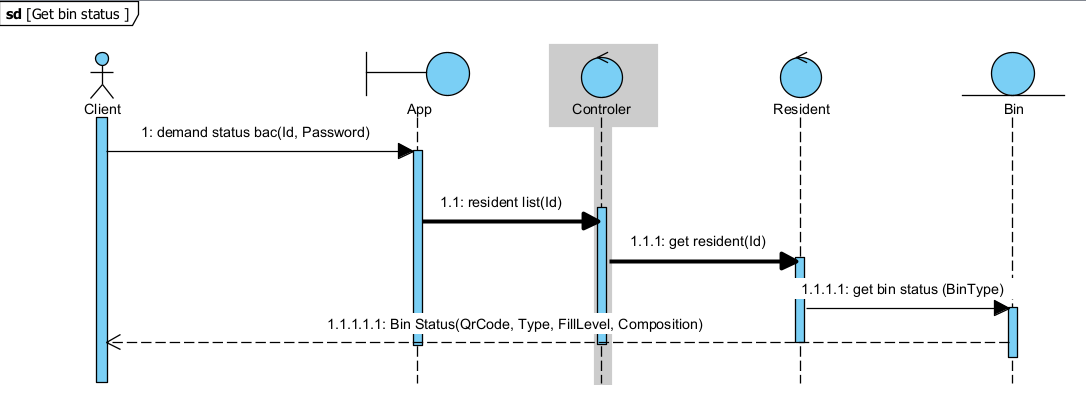 sd [Get bin status ]
Client
App
Controler
Resident
Bin
1: demand status bac(Id, Password)
1.1: resident list(Id)
1.1.1: get resident(Id)
1.1.1.1: get bin status (BinType)
1.1.1.1.1: Bin Status(QrCode, Type, FillLevel, Composition)